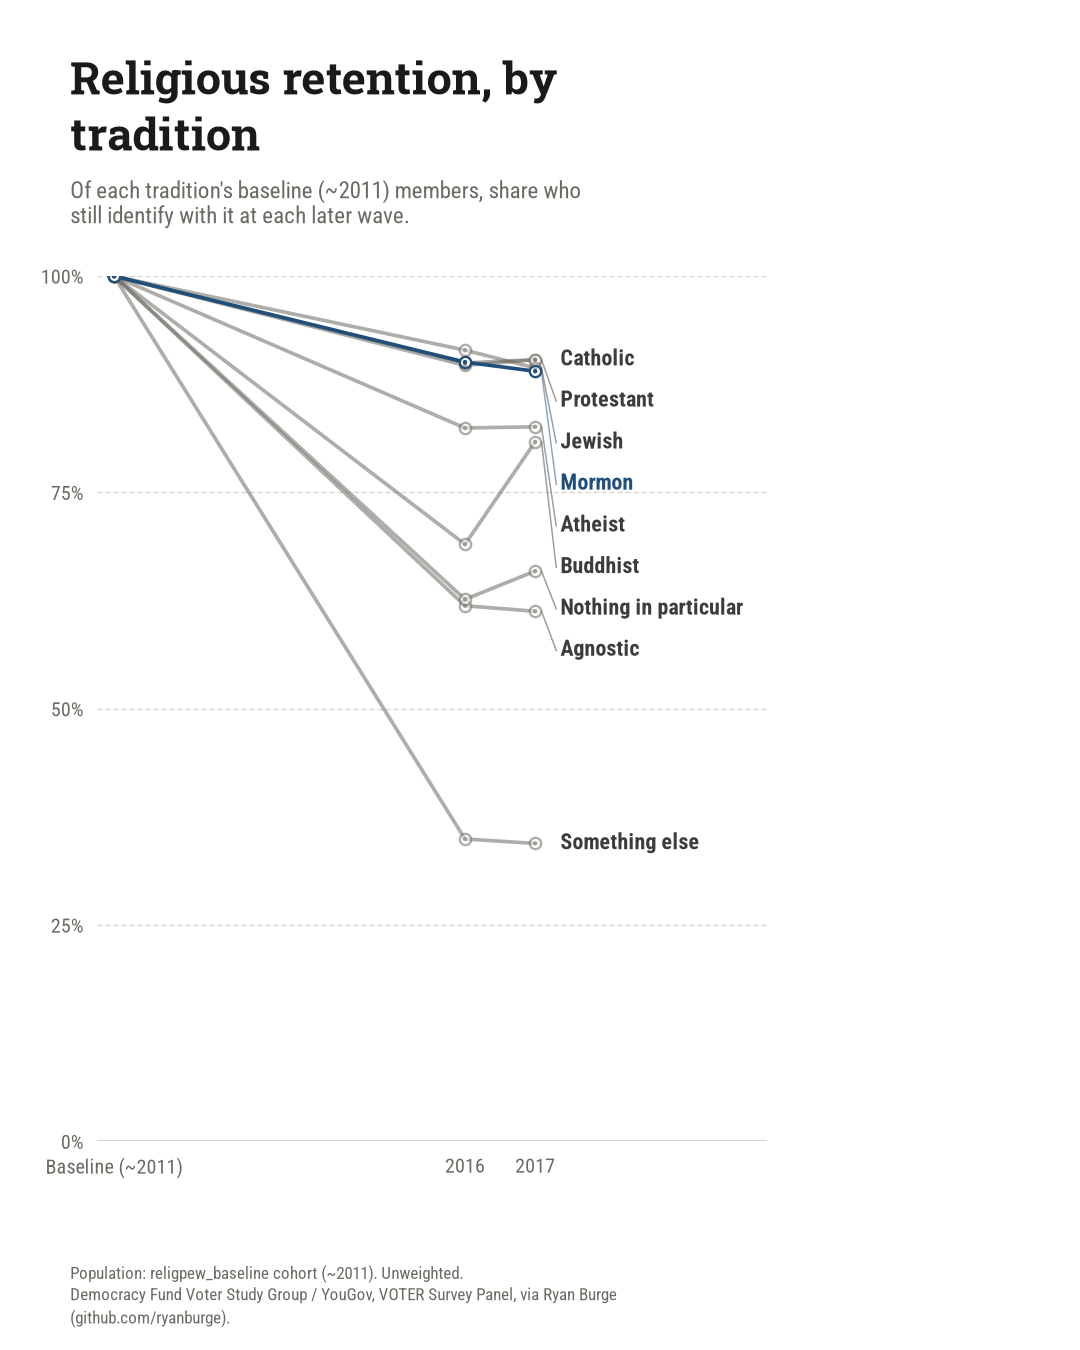 Religious retention, by
tradition
Of each tradition's baseline (~2011) members, share who
still identify with it at each later wave.
100%
Catholic
Protestant
Jewish
Mormon
75%
Atheist
Buddhist
Nothing in particular
Agnostic
50%
Something else
25%
0%
Baseline (~2011)
2016
2017
Population: religpew_baseline cohort (~2011). Unweighted.
Democracy Fund Voter Study Group / YouGov, VOTER Survey Panel, via Ryan Burge
(github.com/ryanburge).